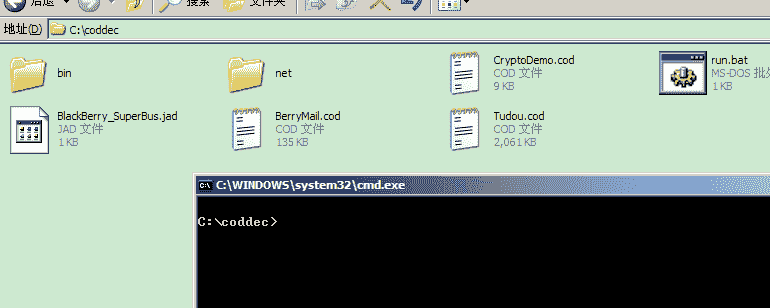 后退
搜索
文件夹
地址(D)
C:\coddec
bin
net
CryptoDemo.cod
COD 文件
9 KB
run.bat
MS-DOS 批处
1 KB
BlackBerry_SuperBus.jad
JAD 文件
1 KB
BerryMail.cod
COD 文件
135 KB
Tudou.cod
COD 文件
2,061 KB
C:\WINDOWS\system32\cmd.exe
C:\coddec>